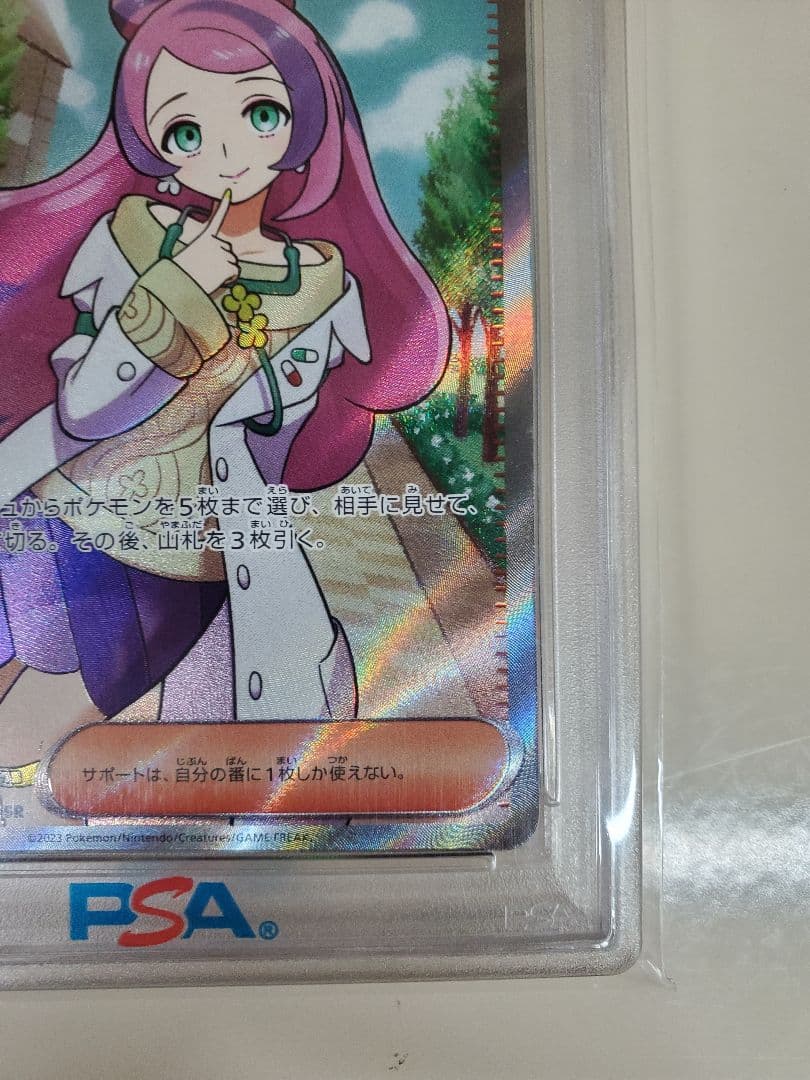 ュからポケモンを5枚まで選び、相手に見せて、
切る。その後、山札を3枚引く。
サポートは、自分の番に1枚しか使えない。
SR
©2023 Pokémon/Nintendo/Creatures/GAME FREAK
PSA®